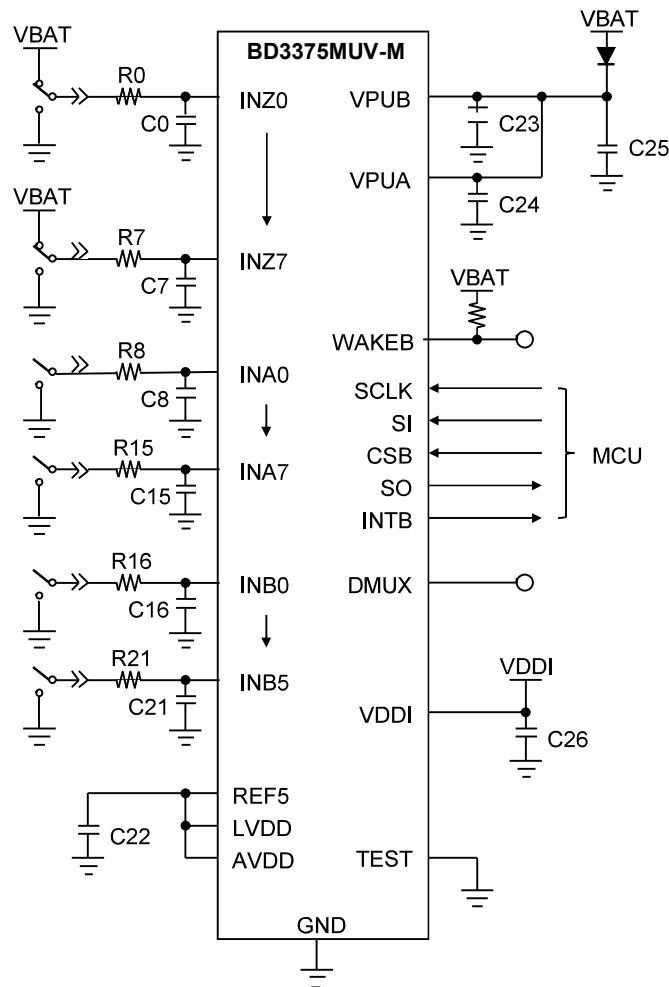 VBAT
R0
C0
VBAT
R7
C7
R8
C8
R15
C15
R16
C16
R21
C21
C22
BD3375MUV-M
INZ0
INZ7
INA0
INA7
INB0
INB5
REF5
LVDD
AVDD
GND
VPUB
VPUA
WAKEB
SCLK
SI
CSB
SO
INTB
DMUX
VDDI
TEST
VBAT
C23
C25
C24
VBAT
MCU
VDDI
C26